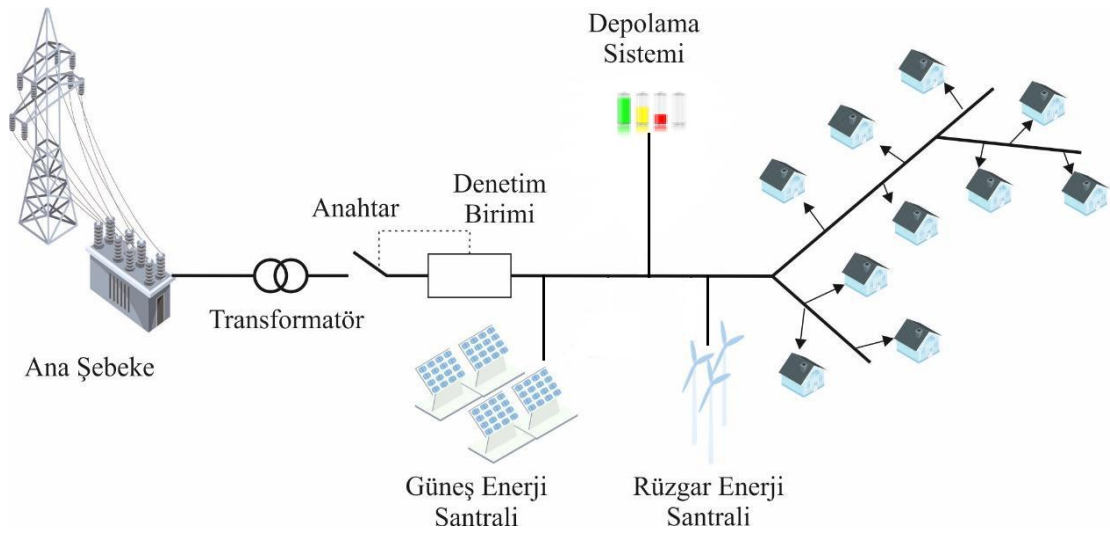 Depolama
Sistemi
Denetim
Birimi
Anahtar
Transformatör
Ana Şebeke
Güneş Enerji
Santrali
Rüzgar Enerji
Santrali